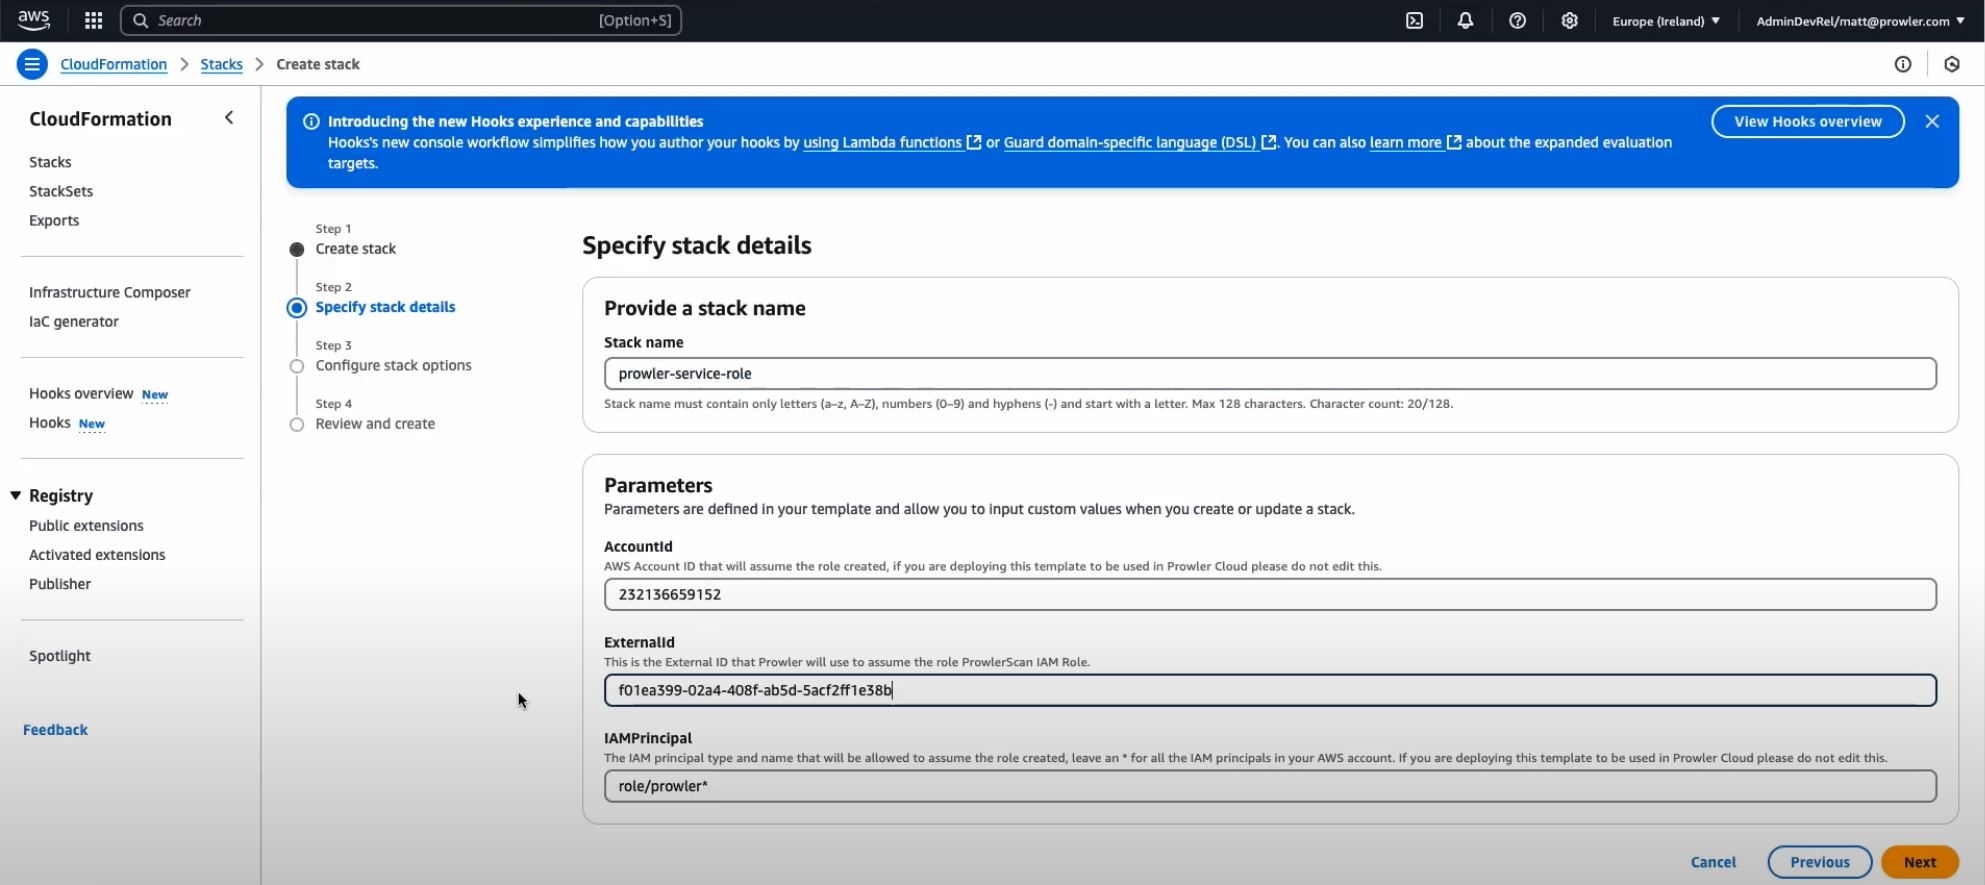 aws
Search
[Option+S]
Europe (Ireland)
AdminDevRel/matt@prowler.com
CloudFormation
Stacks
Create stack
CloudFormation
Stacks
StackSets
Exports
Infrastructure Composer
IaC generator
Hooks overview New
Hooks New
Registry
Public extensions
Activated extensions
Publisher
Spotlight
Feedback
Introducing the new Hooks experience and capabilities
Hooks's new console workflow simplifies how you author your hooks by using Lambda functions or Guard domain-specific language (DSL). You can also learn more about the expanded evaluation
targets.
View Hooks overview
Step 1
Create stack
Step 2
Specify stack details
Step 3
Configure stack options
Step 4
Review and create
Specify stack details
Provide a stack name
Stack name
prowler-service-role
Stack name must contain only letters (a–z, A–Z), numbers (0–9) and hyphens (-) and start with a letter. Max 128 characters. Character count: 20/128.
Parameters
Parameters are defined in your template and allow you to input custom values when you create or update a stack.
AccountId
AWS Account ID that will assume the role created, if you are deploying this template to be used in Prowler Cloud please do not edit this.
232136659152
ExternalId
This is the External ID that Prowler will use to assume the role ProwlerScan IAM Role.
f01ea399-02a4-408f-ab5d-5acf2ff1e38b
IAMPrincipal
The IAM principal type and name that will be allowed to assume the role created, leave an * for all the IAM principals in your AWS account. If you are deploying this template to be used in Prowler Cloud please do not edit this.
role/prowler*
Cancel
Previous
Next